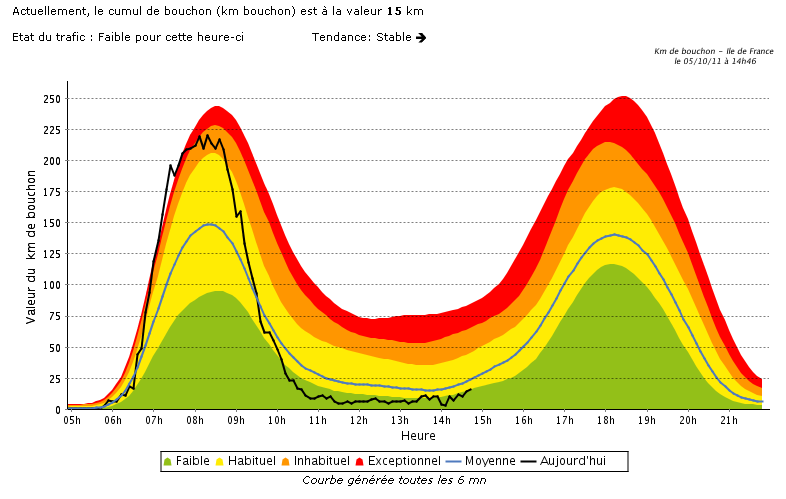 Actuellement, le cumul de bouchon (km bouchon) est à la valeur 15 km
Etat du trafic : Faible pour cette heure-ci Tendance: Stable
Km de bouchon - Ile de France
le 05/10/11 à 14h46
Valeur du km de bouchon
250
225
200
175
150
125
100
75
50
25
0
05h 06h 07h 08h 09h 10h 11h 12h 13h 14h 15h 16h 17h 18h 19h 20h 21h
Heure
Faible Habituel Inhabituel Exceptionnel Moyenne Aujourd'hui
Courbe générée toutes les 6 mn